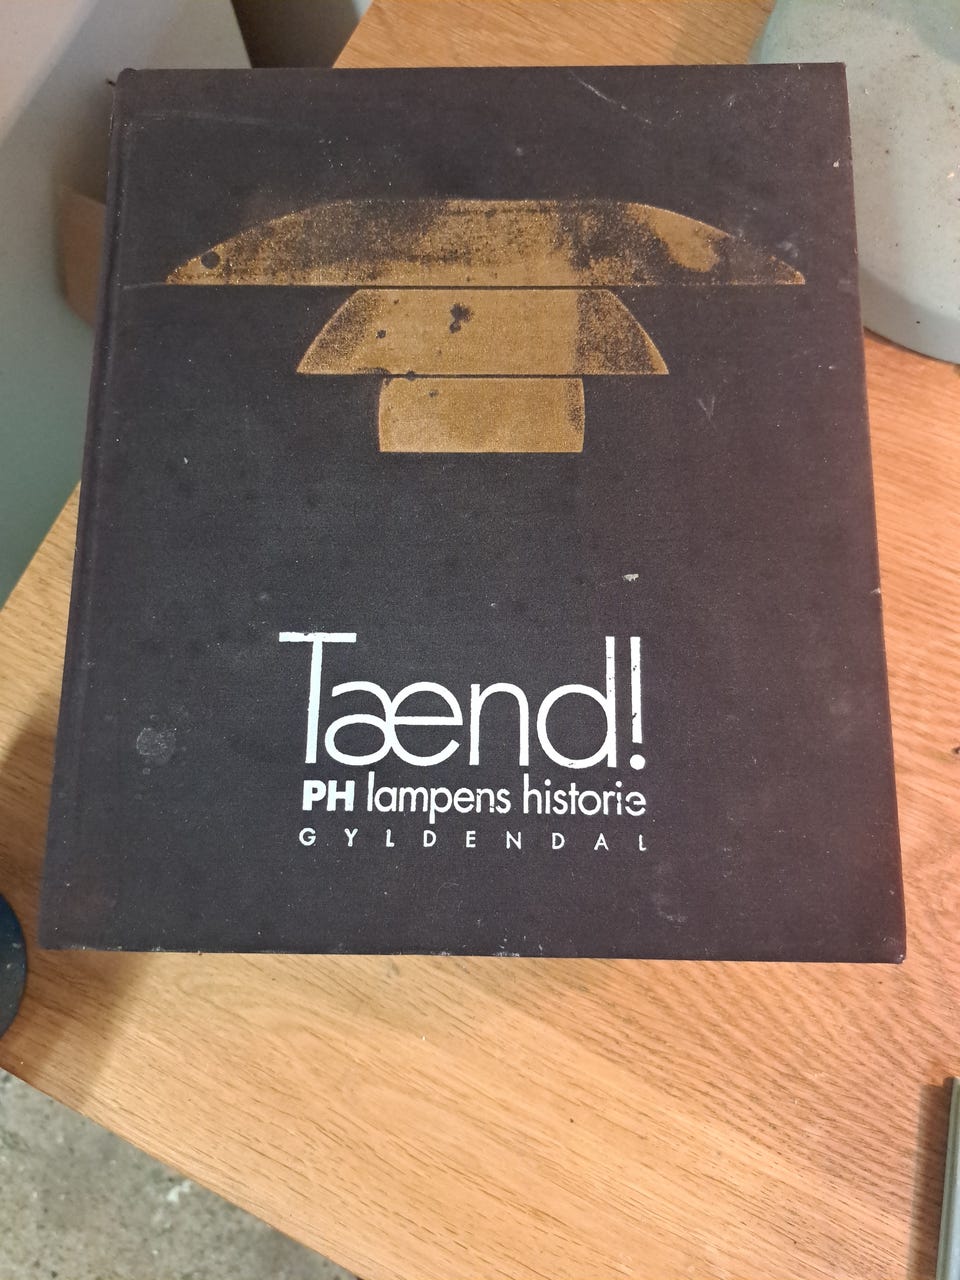 Tænd!
PH lampens historie
GYLDENDAL